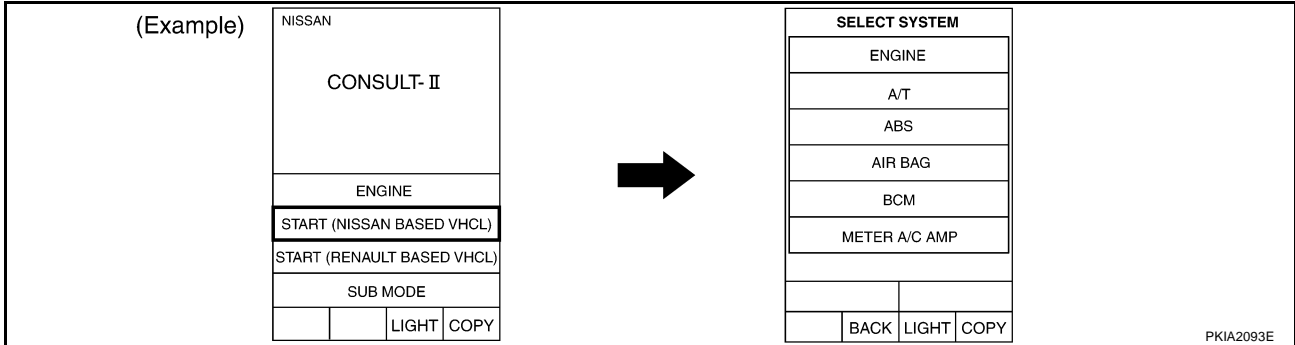 (Example)
NISSAN
CONSULT-Ⅱ
ENGINE
START (NISSAN BASED VHCL)
START (RENAULT BASED VHCL)
SUB MODE
LIGHT COPY
SELECT SYSTEM
ENGINE
A/T
ABS
AIR BAG
BCM
METER A/C AMP
BACK LIGHT COPY
PKIA2093E